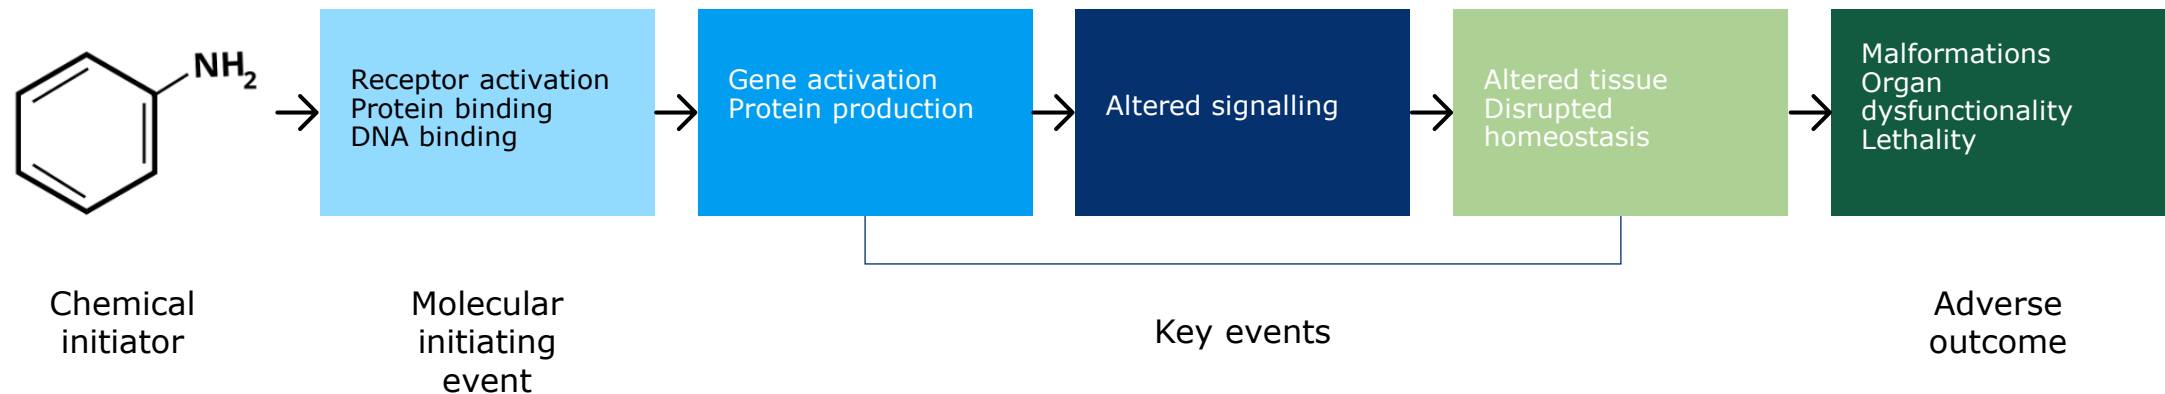 NH2
Receptor activation
Protein binding
DNA binding
Gene activation
Protein production
Altered signalling
Altered tissue
Disrupted
homeostasis
Malformations
Organ
dysfunctionality
Lethality
Chemical
initiator
Molecular
initiating
event
Key events
Adverse
outcome